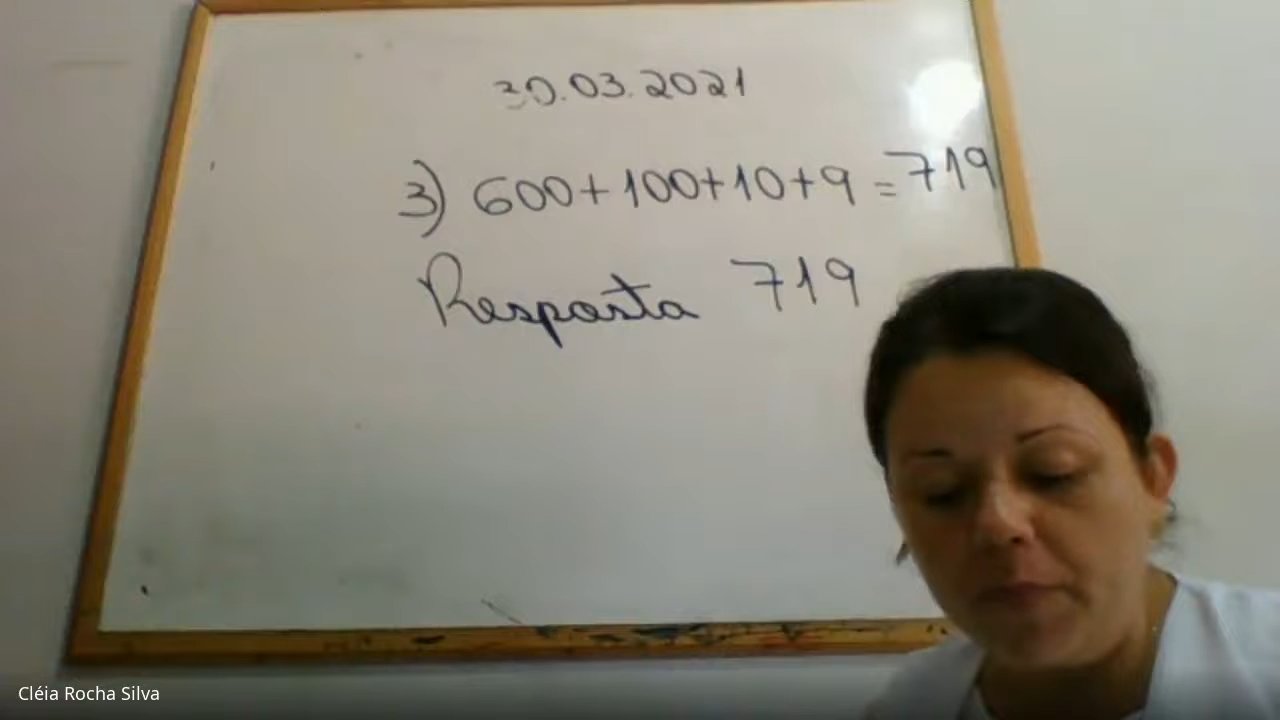 30.03.2021
3) 600+100+10+9 = 719
Resposta 719
Cléia Rocha Silva